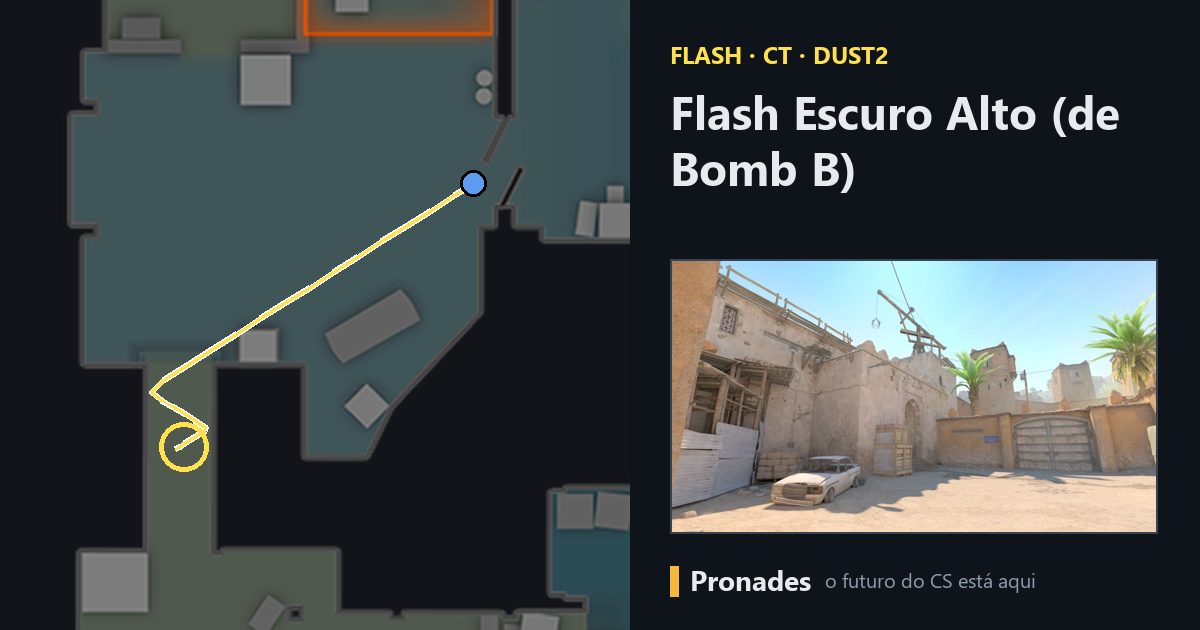 FLASH · CT · DUST2
Flash Escuro Alto (de
Bomb B)
Pronades o futuro do CS está aqui